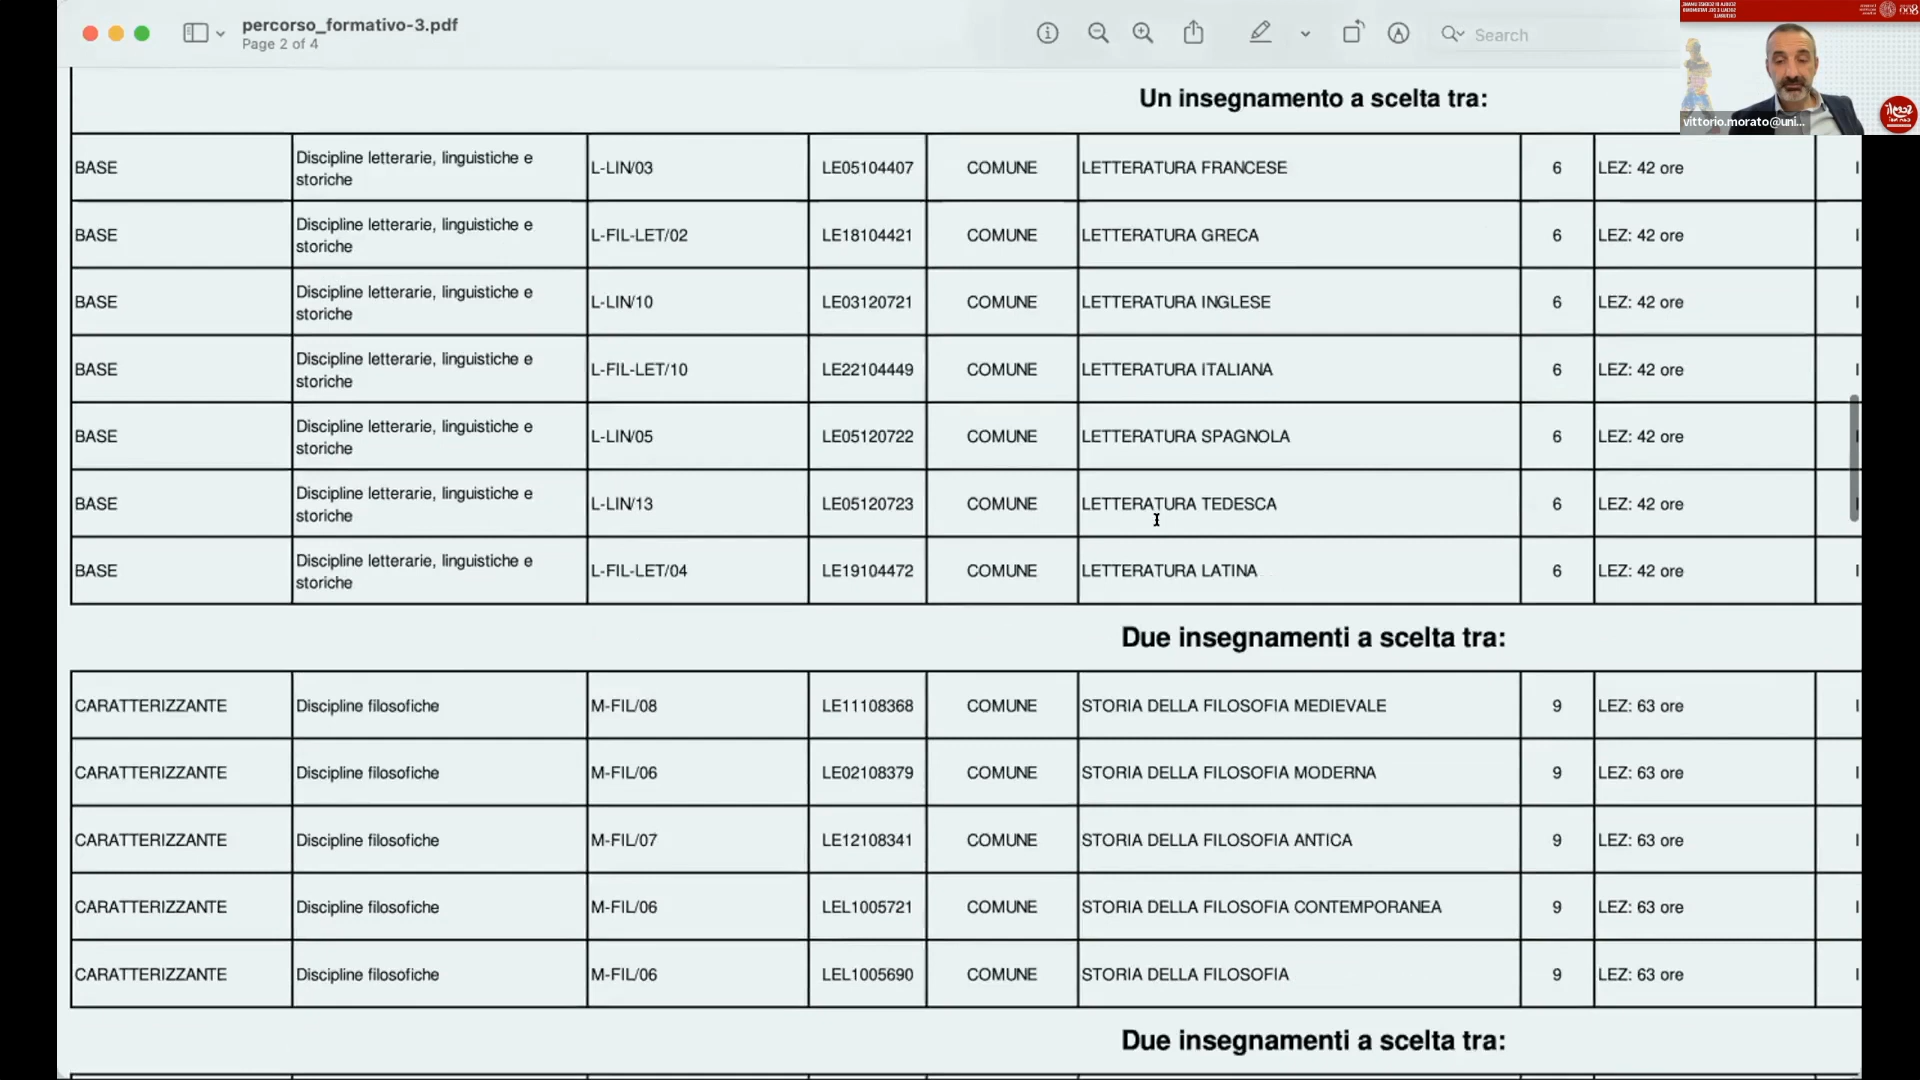 percorso_formativo-3.pdf
Page 2 of 4
Search
vittorio.morato@uni...
Un insegnamento a scelta tra:
BASE Discipline letterarie, linguistiche e storiche L-LIN/03 LE05104407 COMUNE LETTERATURA FRANCESE 6 LEZ: 42 ore I
BASE Discipline letterarie, linguistiche e storiche L-FIL-LET/02 LE18104421 COMUNE LETTERATURA GRECA 6 LEZ: 42 ore I
BASE Discipline letterarie, linguistiche e storiche L-LIN/10 LE03120721 COMUNE LETTERATURA INGLESE 6 LEZ: 42 ore I
BASE Discipline letterarie, linguistiche e storiche L-FIL-LET/10 LE22104449 COMUNE LETTERATURA ITALIANA 6 LEZ: 42 ore I
BASE Discipline letterarie, linguistiche e storiche L-LIN/05 LE05120722 COMUNE LETTERATURA SPAGNOLA 6 LEZ: 42 ore I
BASE Discipline letterarie, linguistiche e storiche L-LIN/13 LE05120723 COMUNE LETTERATURA TEDESCA 6 LEZ: 42 ore I
BASE Discipline letterarie, linguistiche e storiche L-FIL-LET/04 LE19104472 COMUNE LETTERATURA LATINA 6 LEZ: 42 ore I
Due insegnamenti a scelta tra:
CARATTERIZZANTE Discipline filosofiche M-FIL/08 LE11108368 COMUNE STORIA DELLA FILOSOFIA MEDIEVALE 9 LEZ: 63 ore I
CARATTERIZZANTE Discipline filosofiche M-FIL/06 LE02108379 COMUNE STORIA DELLA FILOSOFIA MODERNA 9 LEZ: 63 ore I
CARATTERIZZANTE Discipline filosofiche M-FIL/07 LE12108341 COMUNE STORIA DELLA FILOSOFIA ANTICA 9 LEZ: 63 ore I
CARATTERIZZANTE Discipline filosofiche M-FIL/06 LEL1005721 COMUNE STORIA DELLA FILOSOFIA CONTEMPORANEA 9 LEZ: 63 ore I
CARATTERIZZANTE Discipline filosofiche M-FIL/06 LEL1005690 COMUNE STORIA DELLA FILOSOFIA 9 LEZ: 63 ore I
Due insegnamenti a scelta tra: